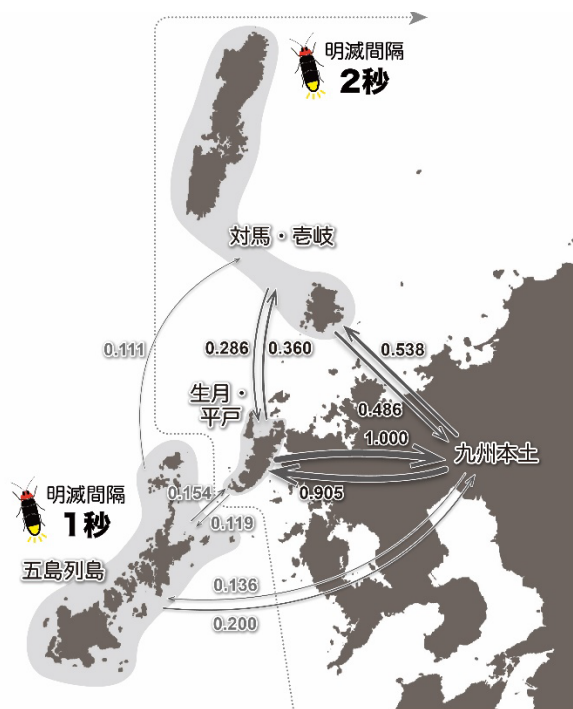 明滅間隔
2秒
対馬・壱岐
0.111
0.286
0.360
0.538
生月・
平戸
0.486
1.000
九州本土
0.154
0.905
明滅間隔
1秒
0.119
五島列島
0.136
0.200